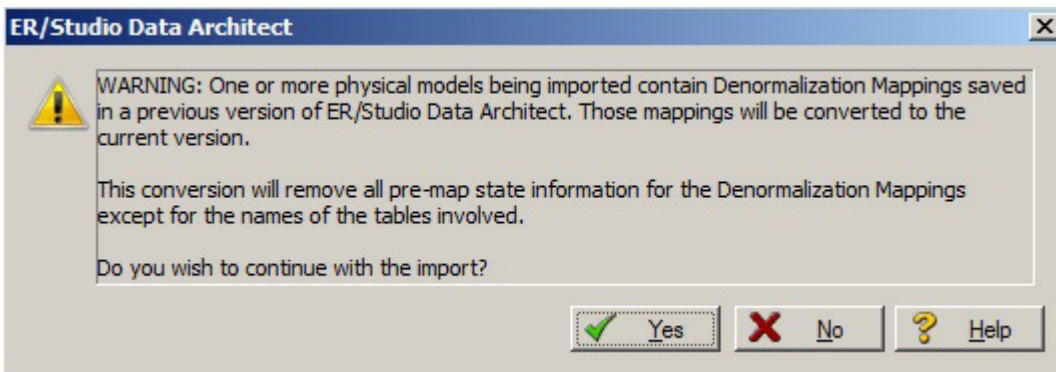 ER/Studio Data Architect
WARNING: One or more physical models being imported contain Denormalization Mappings saved
in a previous version of ER/Studio Data Architect. Those mappings will be converted to the
current version.
This conversion will remove all pre-map state information for the Denormalization Mappings
except for the names of the tables involved.
Do you wish to continue with the import?
Yes No Help